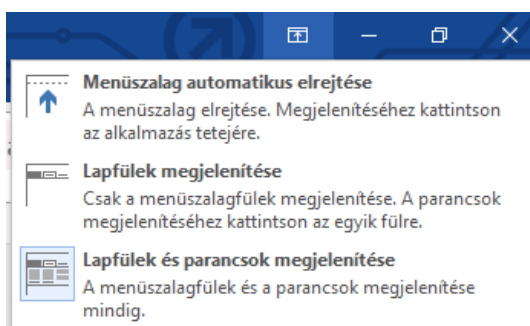 Menüszalag automatikus elrejtése
A menüszalag elrejtése. Megjelenítéséhez kattintson
az alkalmazás tetejére.
Lapfülek megjelenítése
Csak a menüszalagfülek megjelenítése. A parancsok
megjelenítéséhez kattintson az egyik fülre.
Lapfülek és parancsok megjelenítése
A menüszalagfülek és a parancsok megjelenítése
mindig.